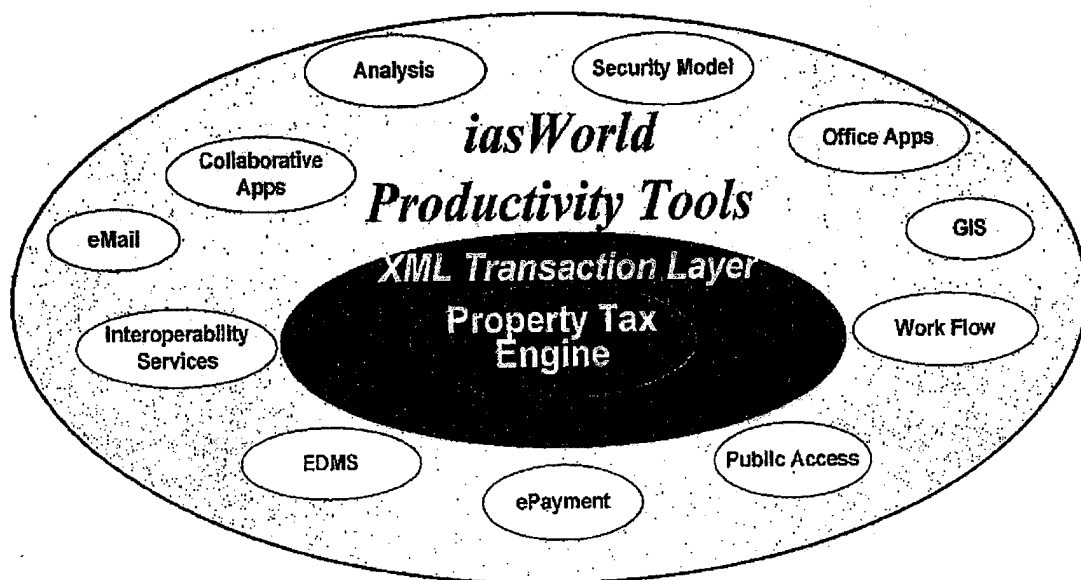 Analysis
Security Model
iasWorld
Office Apps
Collaborative
Apps
Productivity Tools
eMail
GIS
XML Transaction Layer
Property Tax
Engine
Interoperability
Services
Work Flow
EDMS
Public Access
ePayment